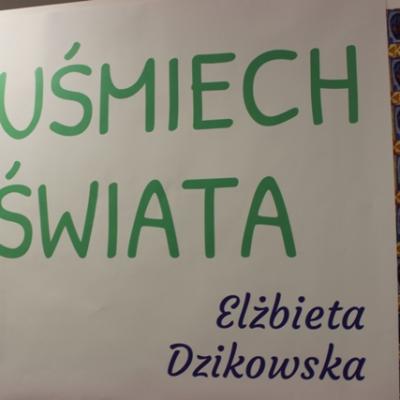 UŚMIECH
ŚWIATA
Elżbieta
Dzikowska